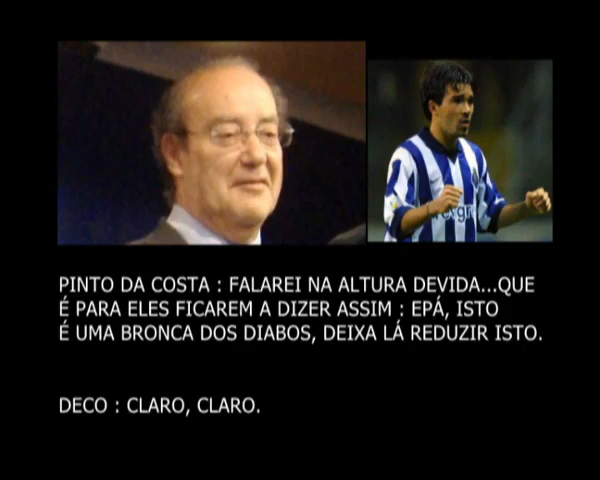 PINTO DA COSTA : FALAREI NA ALTURA DEVIDA...QUE
É PARA ELES FICAREM A DIZER ASSIM : EPÁ, ISTO
É UMA BRONCA DOS DIABOS, DEIXA LÁ REDUZIR ISTO.
DECO : CLARO, CLARO.